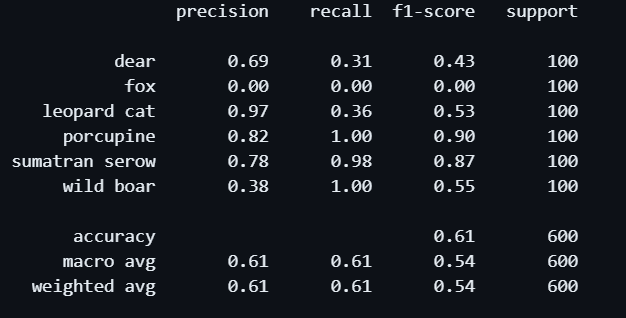 precision recall f1-score support
dear 0.69 0.31 0.43 100
fox 0.00 0.00 0.00 100
leopard cat 0.97 0.36 0.53 100
porcupine 0.82 1.00 0.90 100
sumatran serow 0.78 0.98 0.87 100
wild boar 0.38 1.00 0.55 100
accuracy 0.61 600
macro avg 0.61 0.61 0.54 600
weighted avg 0.61 0.61 0.54 600